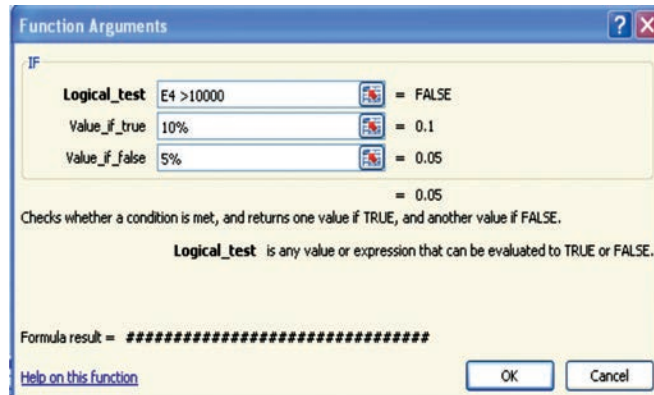 Function Arguments
IF
Logical_test E4 >10000 = FALSE
Value_if_true 10% = 0.1
Value_if_false 5% = 0.05
= 0.05
Checks whether a condition is met, and returns one value if TRUE, and another value if FALSE.
Logical_test is any value or expression that can be evaluated to TRUE or FALSE.
Formula result = ################################
Help on this function OK Cancel